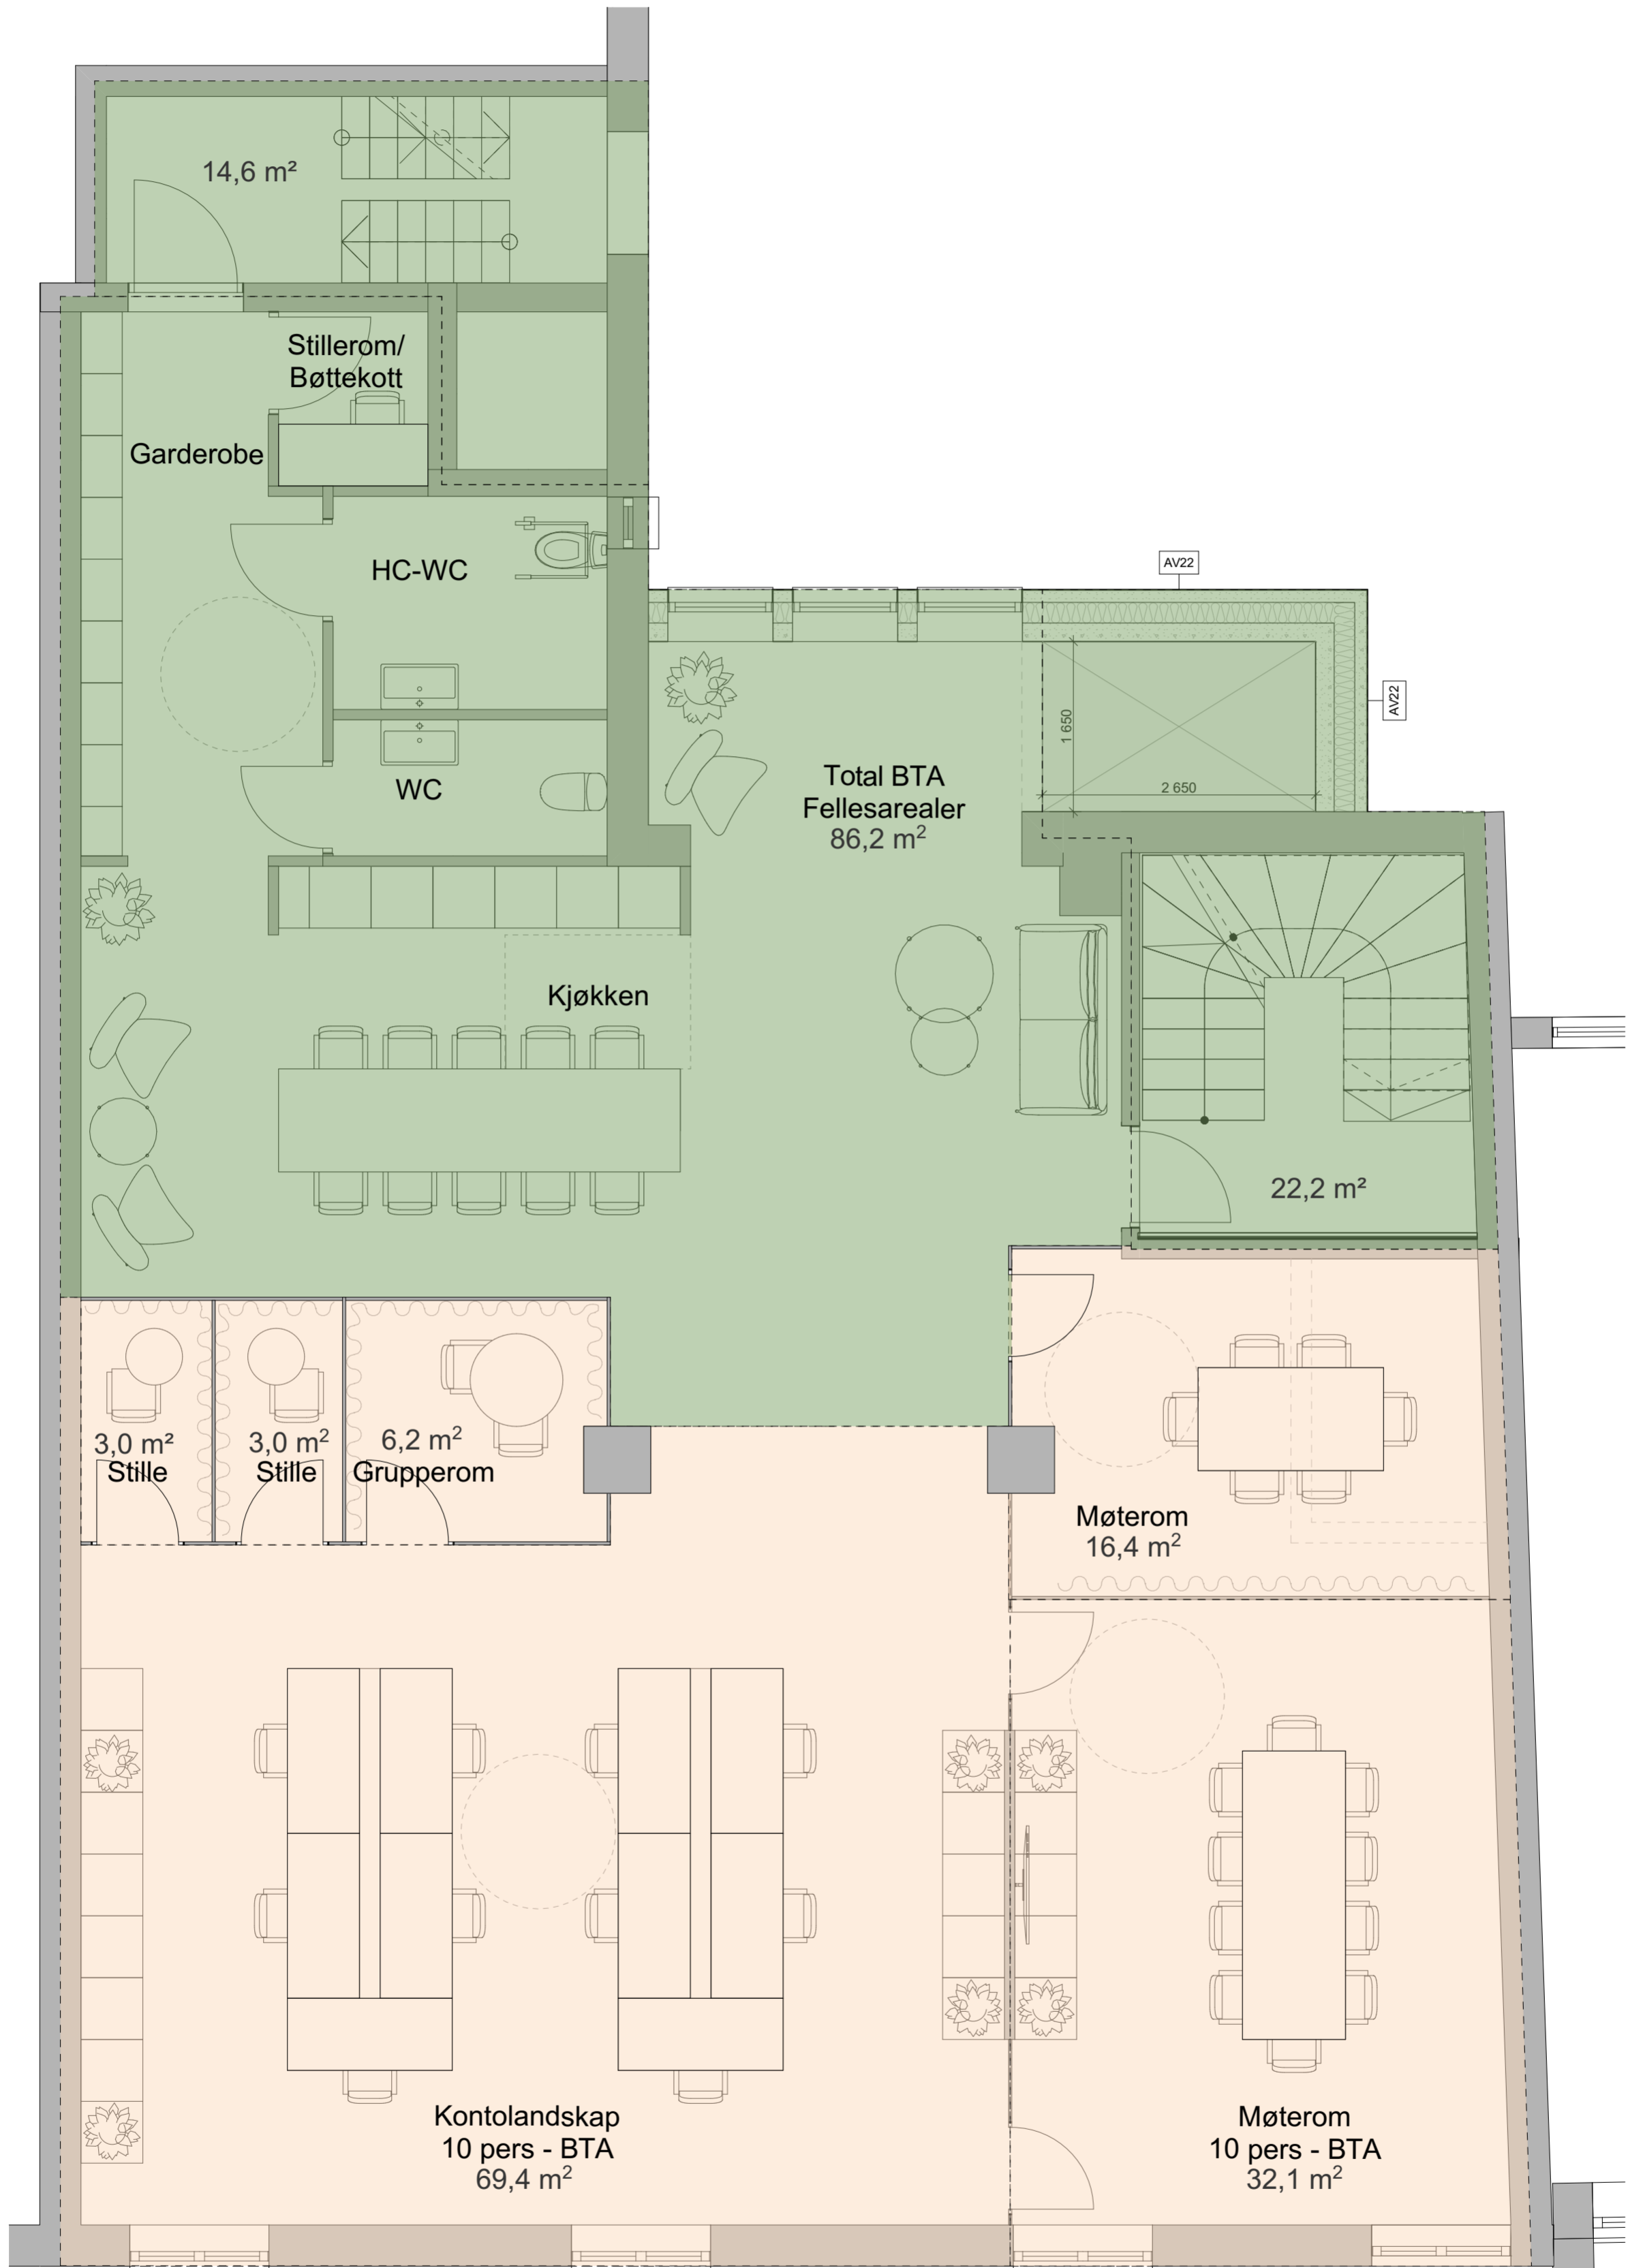 14,6 m²
Stillerom/
Bøttekott
Garderobe
HC-WC
AV22
AV22
1 650
2 650
Total BTA
Fellesarealer
86,2 m²
WC
Kjøkken
22,2 m²
3,0 m²
Stille
3,0 m²
Stille
6,2 m²
Grupperom
Møterom
16,4 m²
Kontolandskap
10 pers - BTA
69,4 m²
Møterom
10 pers - BTA
32,1 m²